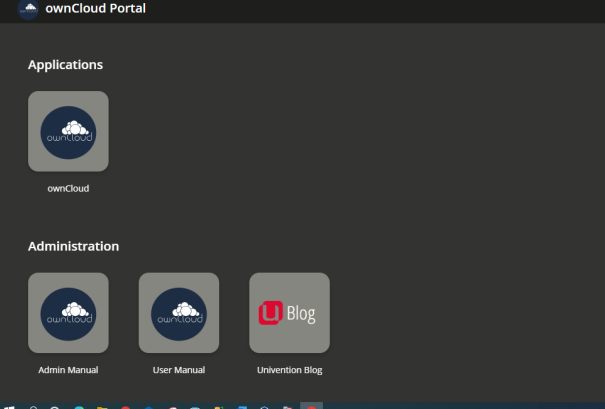 ownCloud Portal
Applications
ownCloud
ownCloud
Administration
ownCloud
ownCloud
U Blog
Admin Manual
User Manual
Univention Blog